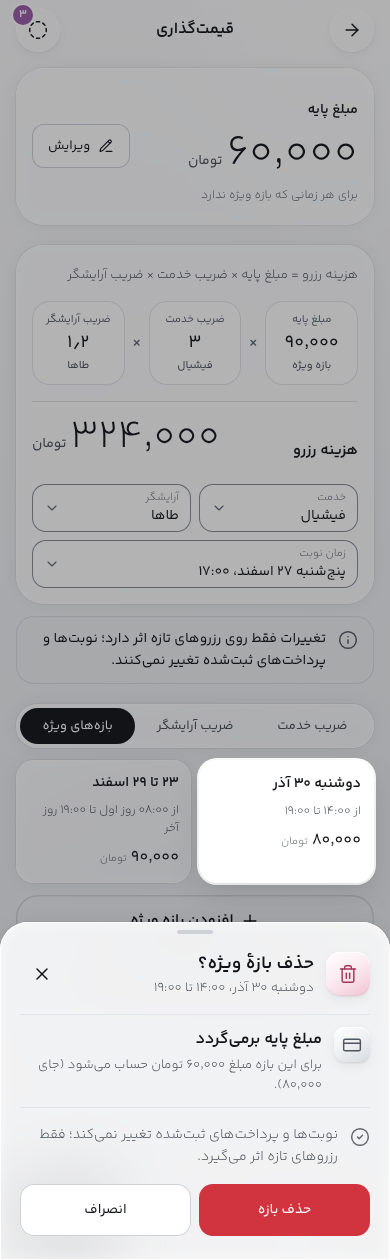 قیمت‌گذاری
۳
مبلغ پایه
۶۰,۰۰۰ تومان
ویرایش
برای هر زمانی که بازه ویژه ندارد
هزینه رزرو = مبلغ پایه × ضریب خدمت × ضریب آرایشگر
مبلغ پایه
۹۰,۰۰۰
بازه ویژه
×
ضریب خدمت
۳
فیشیال
×
ضریب آرایشگر
۱٫۲
طاها
هزینه رزرو
۳۲۴,۰۰۰ تومان
خدمت
فیشیال
آرایشگر
طاها
زمان نوبت
پنج‌شنبه ۲۷ اسفند، ۱۷:۰۰
تغییرات فقط روی رزروهای تازه اثر دارد؛ نوبت‌ها و
پرداخت‌های ثبت‌شده تغییر نمی‌کنند.
ضریب خدمت
ضریب آرایشگر
بازه‌های ویژه
دوشنبه ۳۰ آذر
از ۱۴:۰۰ تا ۱۹:۰۰
۸۰,۰۰۰ تومان
۲۳ تا ۲۹ اسفند
از ۰۸:۰۰ روز اول تا ۱۹:۰۰ روز
آخر
۹۰,۰۰۰ تومان
افزودن بازه ویژه
حذف بازهٔ ویژه؟
دوشنبه ۳۰ آذر، ۱۴:۰۰ تا ۱۹:۰۰
مبلغ پایه برمی‌گردد
برای این بازه مبلغ ۶۰,۰۰۰ تومان حساب می‌شود (جای
۸۰,۰۰۰).
نوبت‌ها و پرداخت‌های ثبت‌شده تغییر نمی‌کند؛ فقط
رزروهای تازه اثر می‌گیرد.
حذف بازه
انصراف